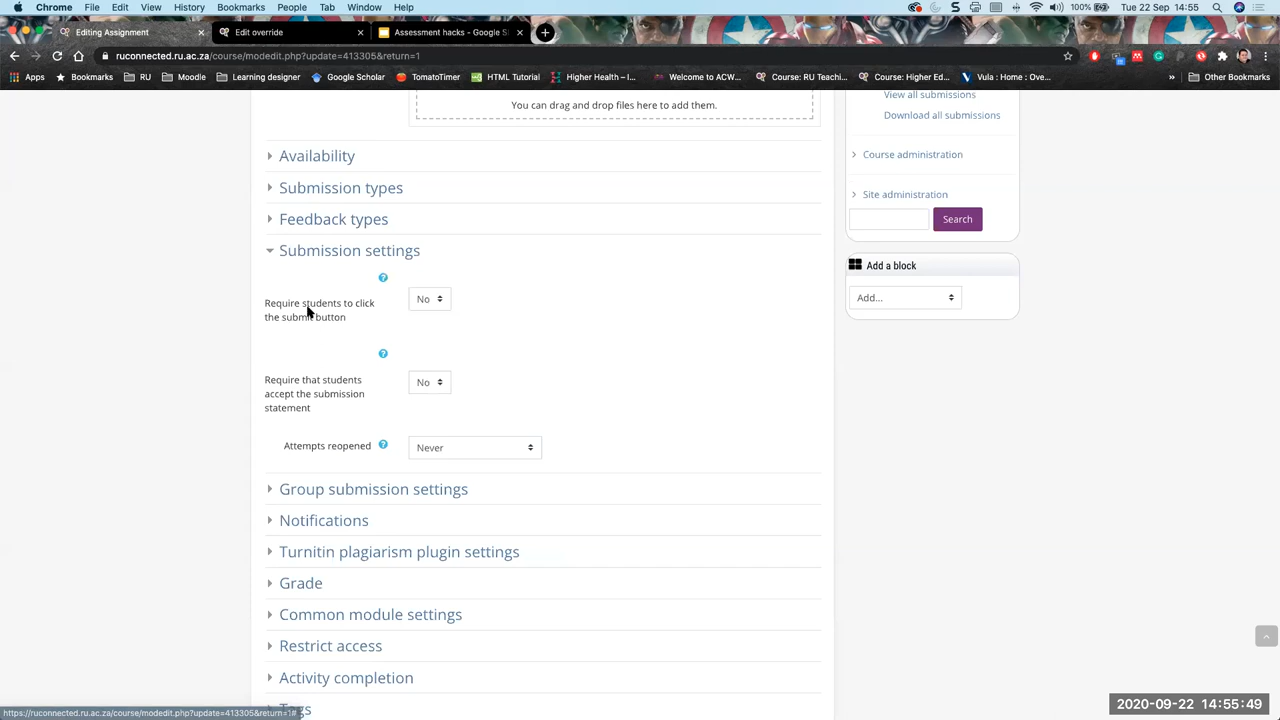 Chrome File Edit View History Bookmarks People Tab Window Help
100% Tue 22 Sep 14:55
Editing Assignment
Edit override
Assessment hacks - Google Sl
ruconnected.ru.ac.za/course/modedit.php?update=413305&return=1
Apps Bookmarks RU Moodle Learning designer Google Scholar TomatoTimer HTML Tutorial Higher Health – I... Welcome to ACW... Course: RU Teachi... Course: Higher Ed... Vula : Home : Ove... » Other Bookmarks
You can drag and drop files here to add them.
View all submissions
Download all submissions
Course administration
Site administration
Search
Add a block
Add...
Availability
Submission types
Feedback types
Submission settings
Require students to click
the submit button
No
Require that students
accept the submission
statement
No
Attempts reopened
Never
Group submission settings
Notifications
Turnitin plagiarism plugin settings
Grade
Common module settings
Restrict access
Activity completion
Tags
https://ruconnected.ru.ac.za/course/modedit.php?update=413305&return=1#
2020-09-22 14:55:49